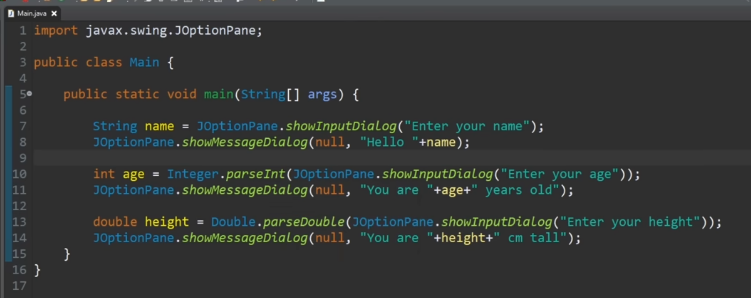 Main.java
1 import javax.swing.JOptionPane;
2
3 public class Main {
4
5     public static void main(String[] args) {
6
7         String name = JOptionPane.showInputDialog("Enter your name");
8         JOptionPane.showMessageDialog(null, "Hello "+name);
9
10         int age = Integer.parseInt(JOptionPane.showInputDialog("Enter your age"));
11         JOptionPane.showMessageDialog(null, "You are "+age+" years old");
12
13         double height = Double.parseDouble(JOptionPane.showInputDialog("Enter your height"));
14         JOptionPane.showMessageDialog(null, "You are "+height+" cm tall");
15     }
16 }
17